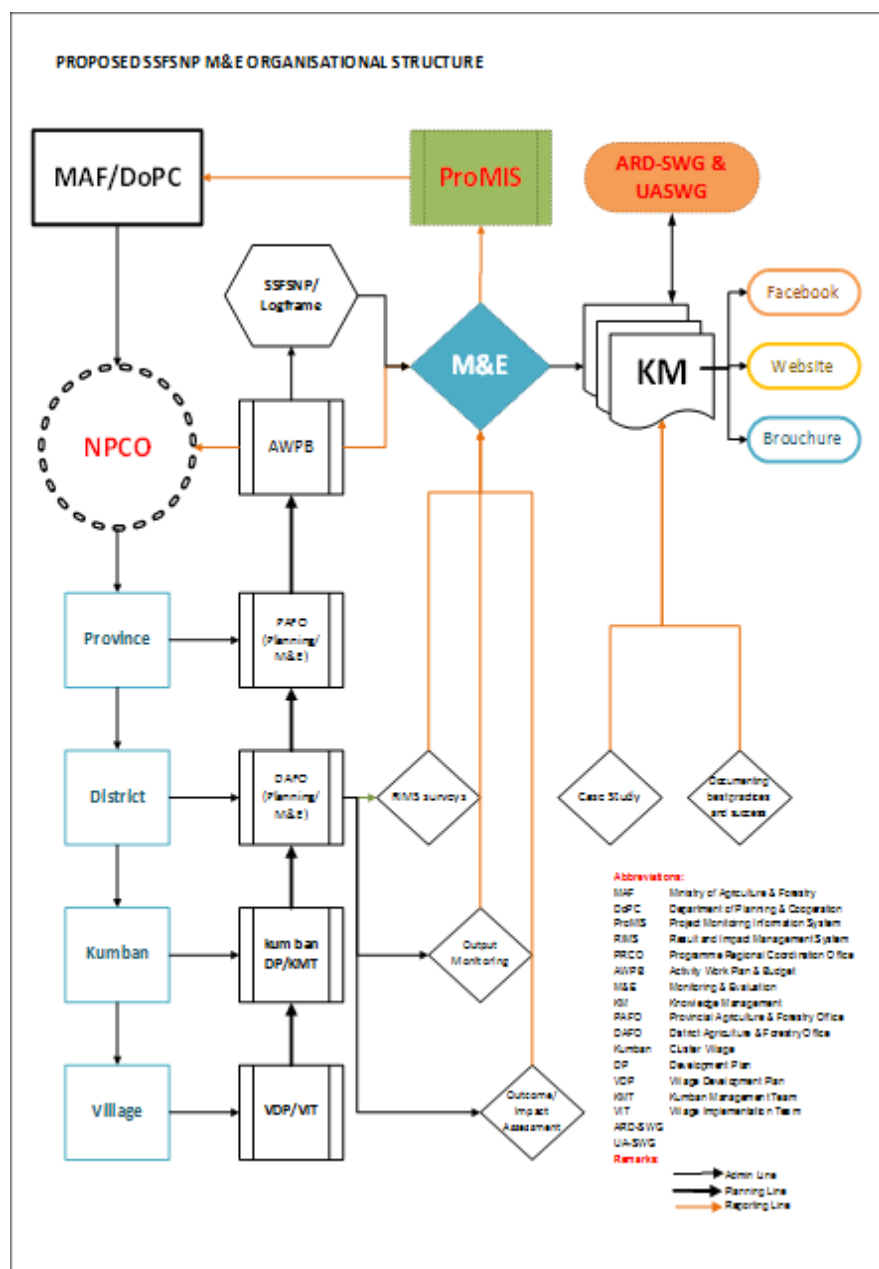 PROPOSED SSFSNP M&E ORGANISATIONAL STRUCTURE
MAF/DoPC
ProMIS
ARD-SWG &
UASWG
SSFSNP/
Logframe
Facebook
M&E
KM
Website
NPCO
AWPB
Brouchure
Province
PAFO
(Planning/
M&E)
District
DAFO
(Planning/
M&E)
RIMS surveys
Case Study
Documenting
best practices
and success
Kumban
kumban
DP/KMT
Output
Monitoring
Village
VDP/VIT
Outcome/
Impact
Assessment
Abbreviations:
MAF Ministry of Agriculture & Forestry
DoPC Department of Planning & Cooperation
ProMIS Project Monitoring Information System
RIMS Result and Impact Management System
PRCO Programme Regional Coordination Office
AWPB Activity Work Plan & Budget
M&E Monitoring & Evaluation
KM Knowledge Management
PAFO Provincial Agriculture & Forestry Office
DAFO District Agriculture & Forestry Office
Kumban Cluster Village
DP Development Plan
VDP Village Development Plan
KMT Kumban Management Team
VIT Village Implementation Team
ARD-SWG
UA-SWG
Remarks:
Admin Line
Planning Line
Reporting Line